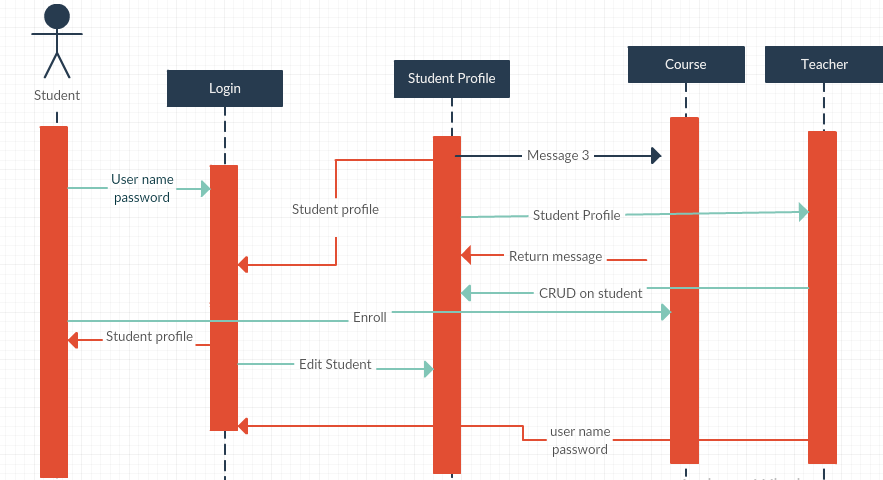 Student
Login
Student Profile
Course
Teacher
Message 3
User name
password
Student profile
Student Profile
Return message
CRUD on student
Enroll
Student profile
Edit Student
user name
password